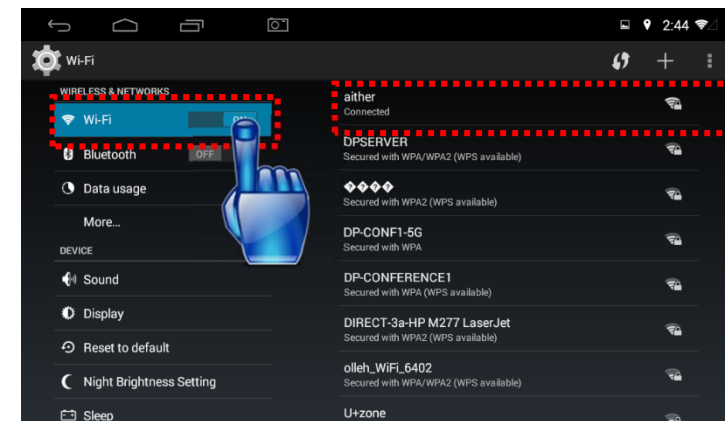 2:44
Wi-Fi
WIRELESS & NETWORKS
Wi-Fi
Bluetooth OFF
Data usage
More...
DEVICE
Sound
Display
Reset to default
Night Brightness Setting
Sleep
aither
Connected
DPSERVER
Secured with WPA/WPA2 (WPS available)
����
Secured with WPA2 (WPS available)
DP-CONF1-5G
Secured with WPA
DP-CONFERENCE1
Secured with WPA (WPS available)
DIRECT-3a-HP M277 LaserJet
Secured with WPA2 (WPS available)
olleh_WiFi_6402
Secured with WPA/WPA2 (WPS available)
U+zone